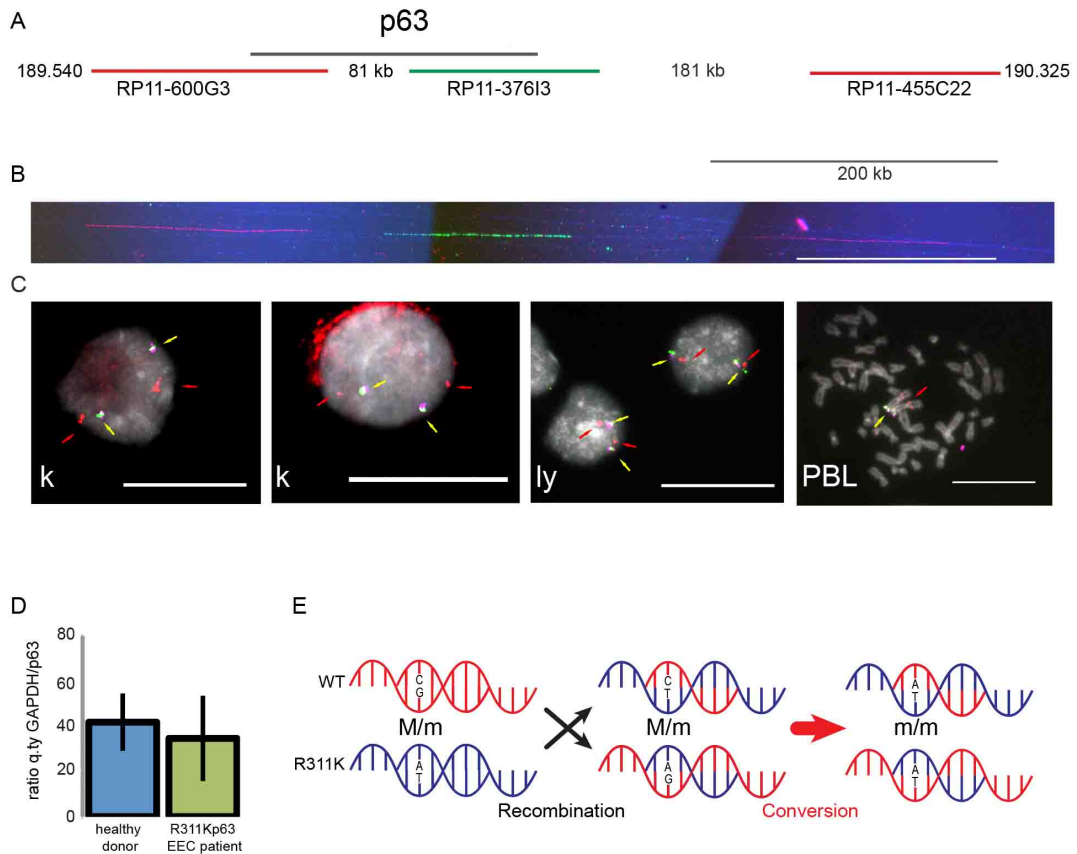 A
p63
189.540
81 kb
181 kb
190.325
RP11-600G3
RP11-376I3
RP11-455C22
200 kb
B
C
k
k
ly
PBL
D
E
ratio q.ty GAPDH/p63
80
60
40
20
0
healthy
donor
R311Kp63
EEC patient
WT
C
G
C
T
A
T
M/m
M/m
m/m
R311K
A
T
A
G
A
T
Recombination
Conversion